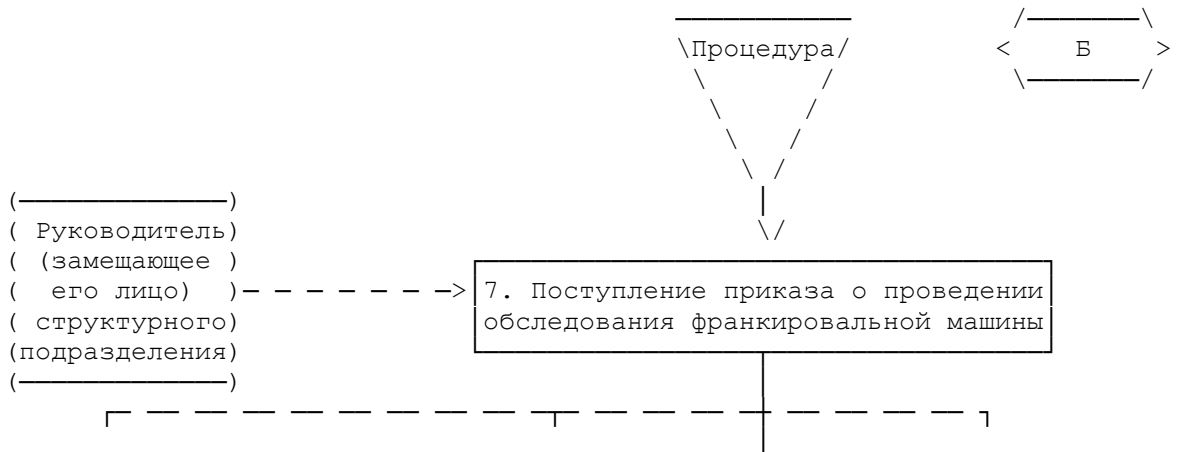 Процедура
Б
Руководитель
(замещающее
его лицо)
структурного
подразделения
7. Поступление приказа о проведении
обследования франкировальной машины